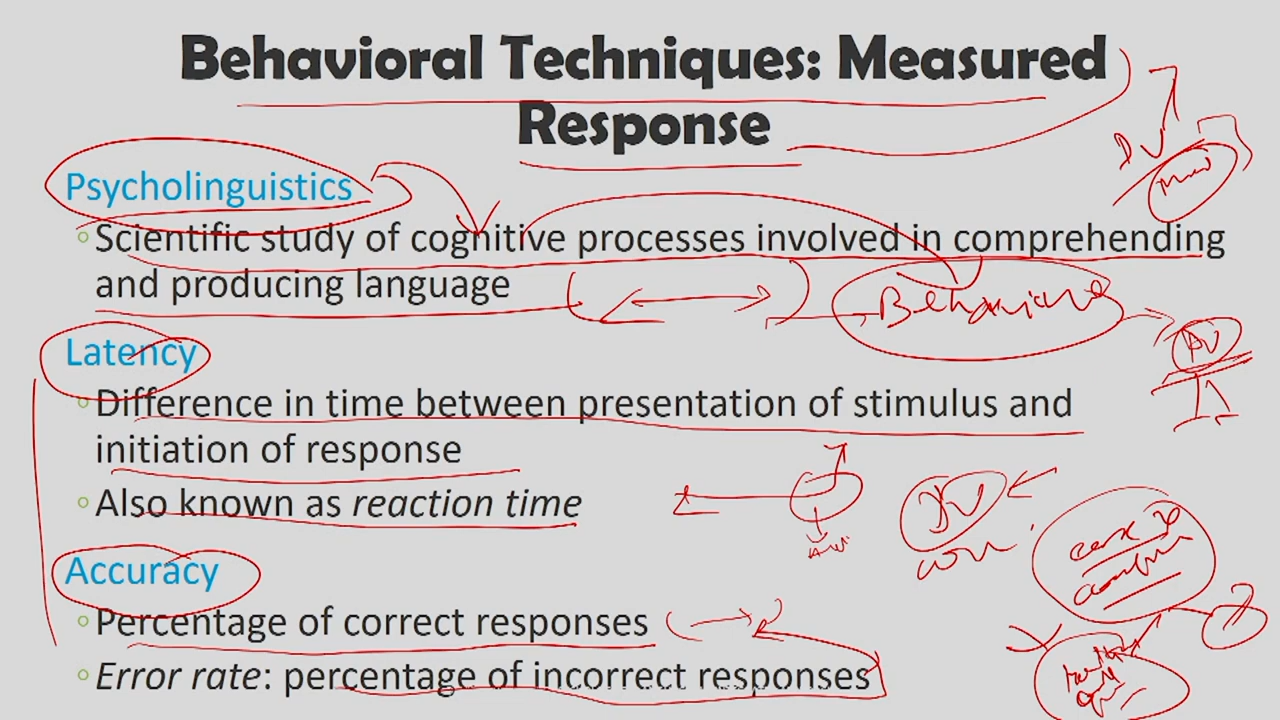 Behavioral Techniques: Measured
Response
Psycholinguistics
Scientific study of cognitive processes involved in comprehending
and producing language
Behaviour
Latency
Difference in time between presentation of stimulus and
initiation of response
Also known as reaction time
DV
Accuracy
Percentage of correct responses
Error rate: percentage of incorrect responses